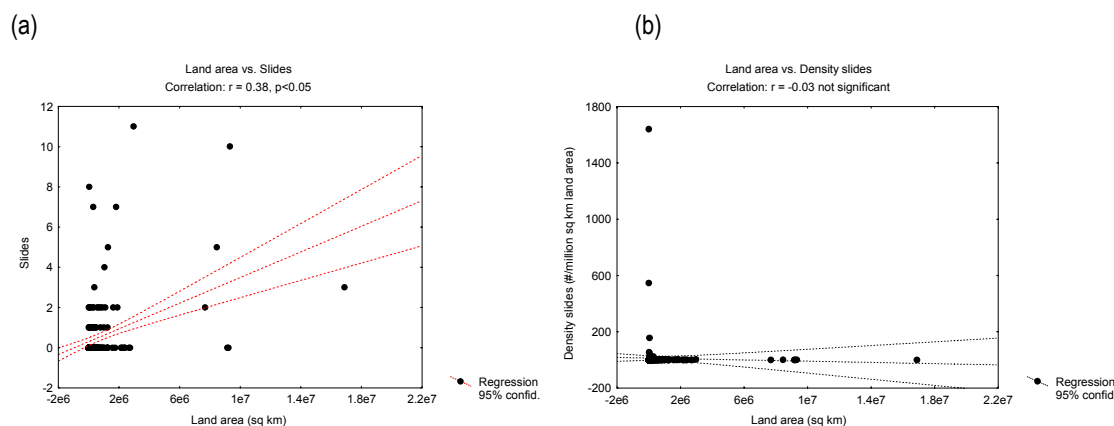 (a)
Land area vs. Slides
Correlation: r = 0.38, p<0.05
12
10
8
6
4
2
0
-2
Slides
-2e6 2e6 6e6 1e7 1.4e7 1.8e7 2.2e7
Land area (sq km)
Regression
95% confid.
(b)
Land area vs. Density slides
Correlation: r = -0.03 not significant
1800
1400
1000
600
200
-200
Density slides (#/million sq km land area)
-2e6 2e6 6e6 1e7 1.4e7 1.8e7 2.2e7
Land area (sq km)
Regression
95% confid.